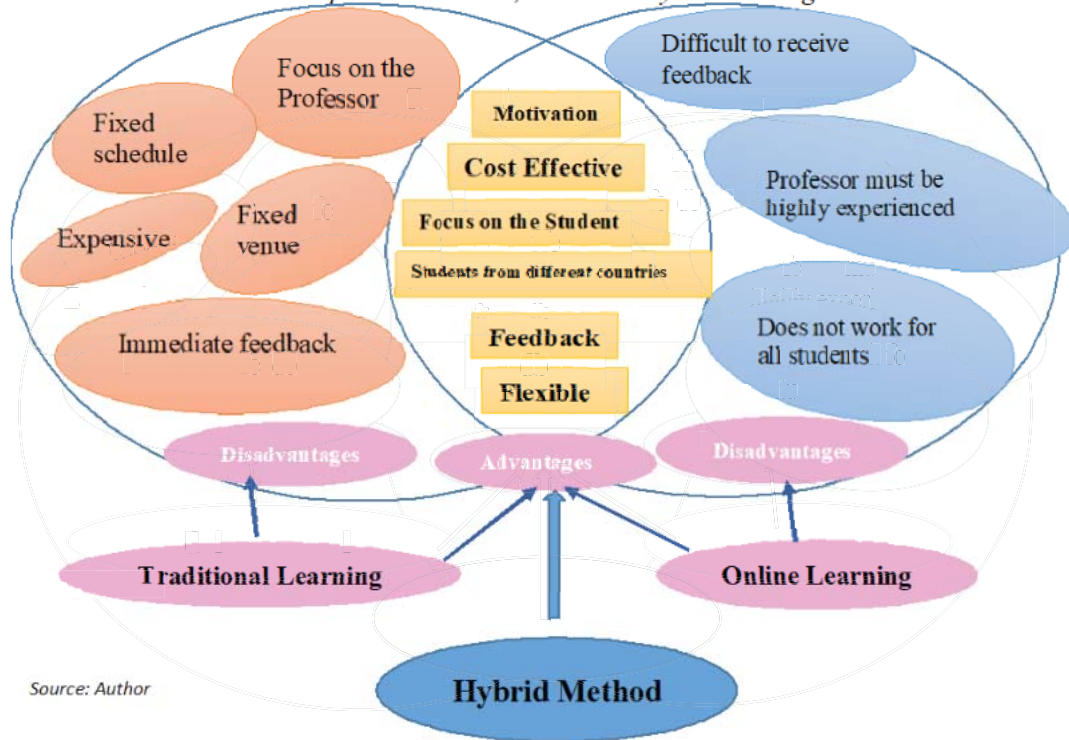 Focus on the
Professor
Fixed
schedule
Expensive
Fixed
venue
Immediate feedback
Motivation
Cost Effective
Focus on the Student
Students from different countries
Feedback
Flexible
Difficult to receive
feedback
Professor must be
highly experienced
Does not work for
all students
Disadvantages
Advantages
Disadvantages
Traditional Learning
Online Learning
Hybrid Method
Source: Author